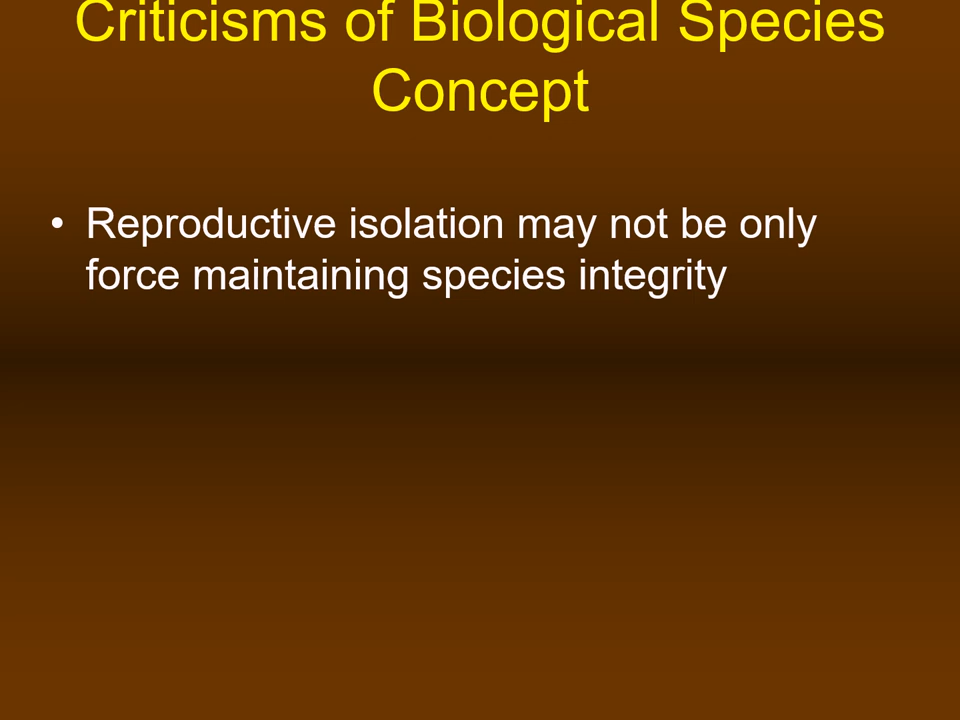 Criticisms of Biological Species
Concept
• Reproductive isolation may not be only
force maintaining species integrity